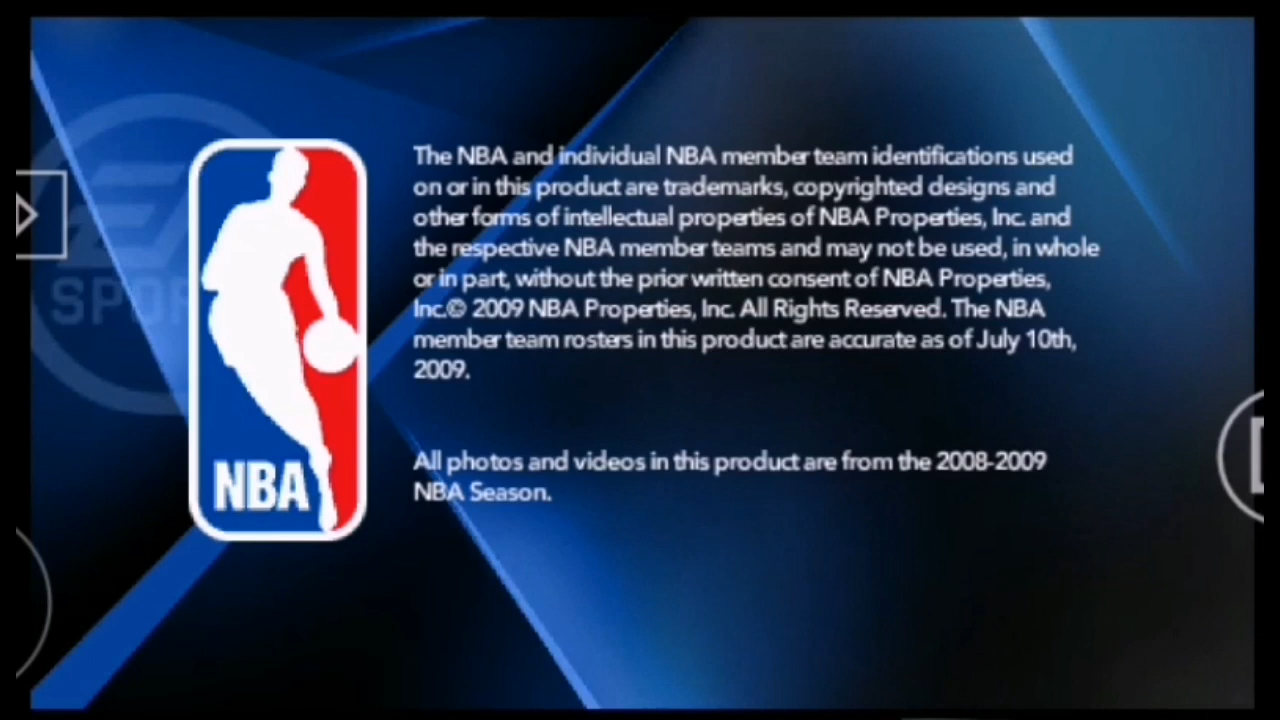 The NBA and individual NBA member team identifications used
on or in this product are trademarks, copyrighted designs and
other forms of intellectual properties of NBA Properties, Inc. and
the respective NBA member teams and may not be used, in whole
or in part, without the prior written consent of NBA Properties,
Inc.© 2009 NBA Properties, Inc. All Rights Reserved. The NBA
member team rosters in this product are accurate as of July 10th,
2009.
All photos and videos in this product are from the 2008-2009
NBA Season.
NBA
EA
SPOR